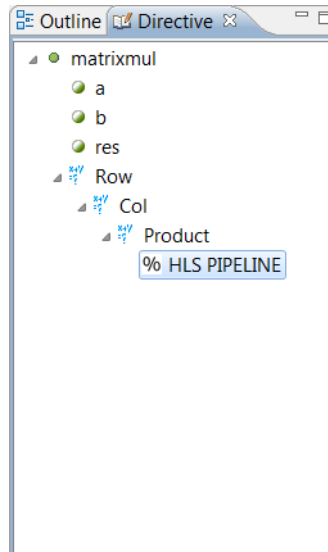 Outline Directive
matrixmul
a
b
res
Row
Col
Product
% HLS PIPELINE